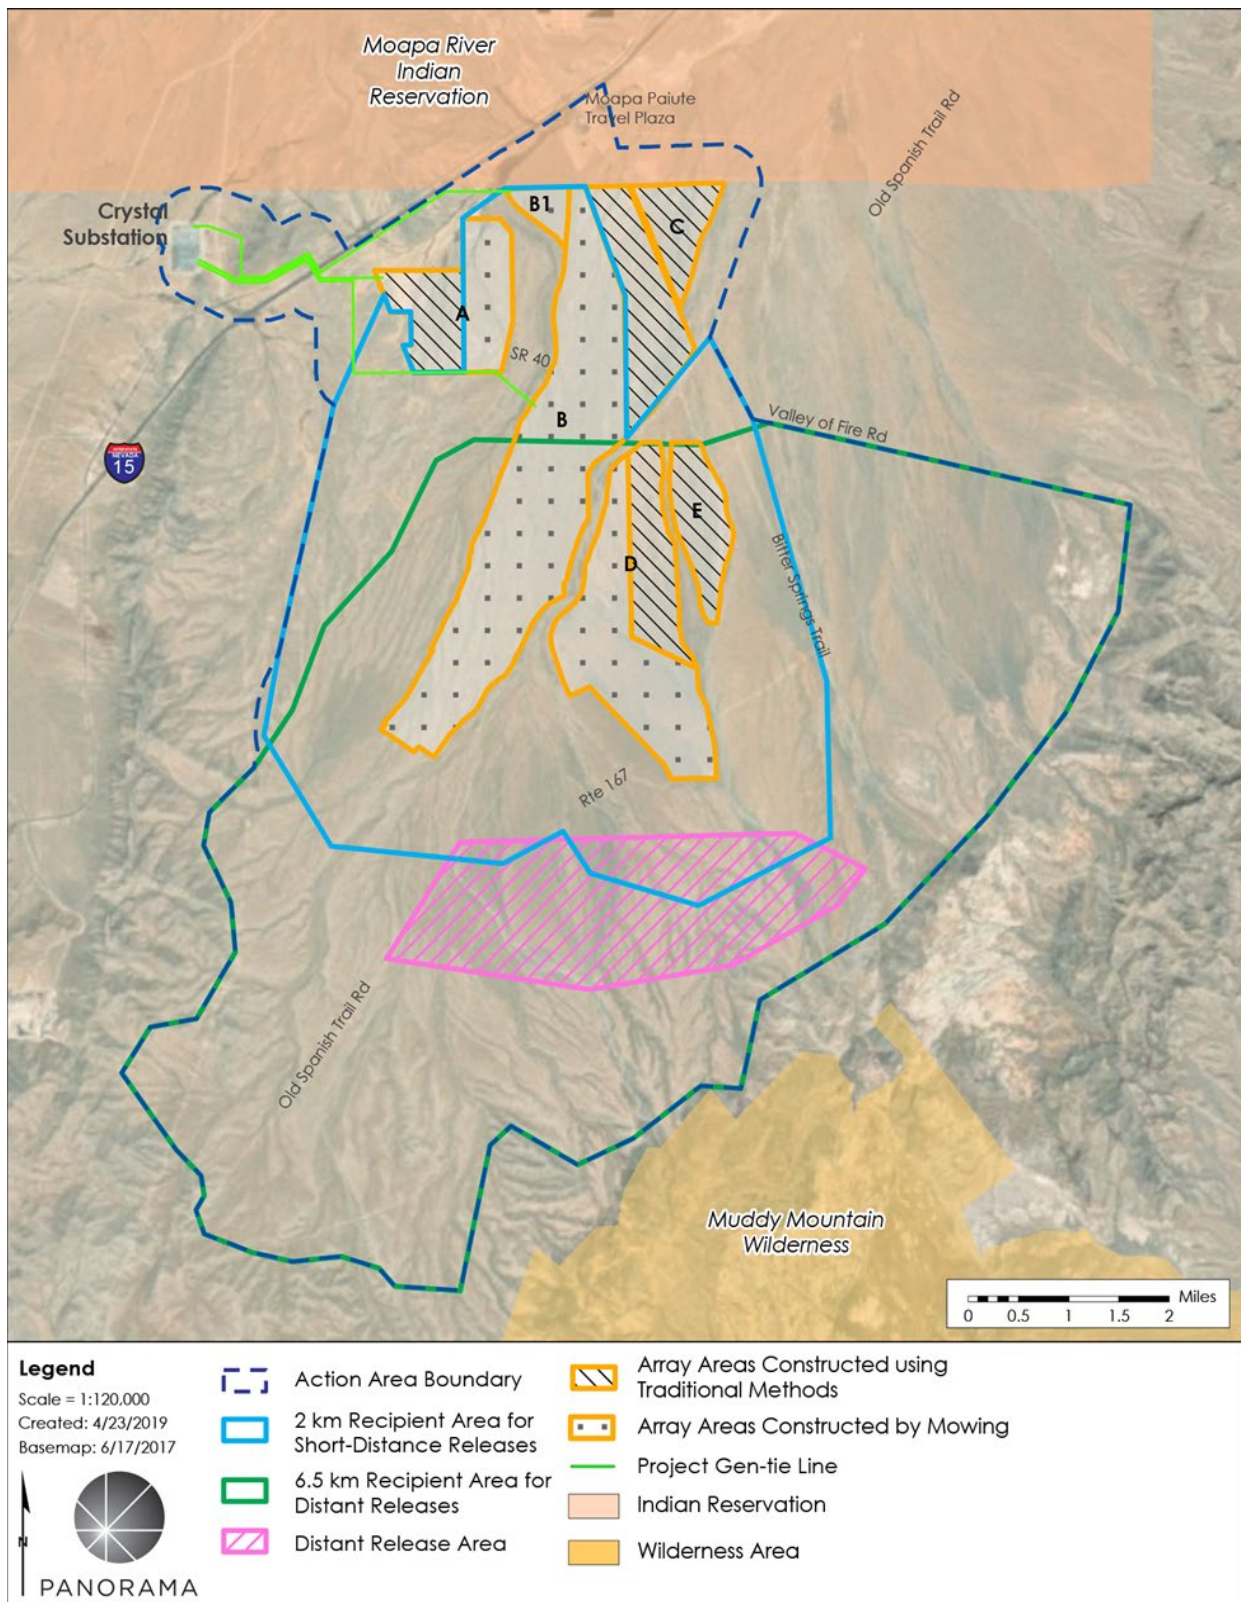 Moapa River
Indian
Reservation
Moapa Paiute
Travel Plaza
Old Spanish Trail Rd
Crystal
Substation
B1
C
A
SR 40
B
Valley of Fire Rd
INTERSTATE
NEVADA
15
E
D
Bitter Springs Trail
Rte 167
Old Spanish Trail Rd
Muddy Mountain
Wilderness
Miles
0 0.5 1 1.5 2
Legend
Scale = 1:120,000
Created: 4/23/2019
Basemap: 6/17/2017
N
PANORAMA
Action Area Boundary
2 km Recipient Area for
Short-Distance Releases
6.5 km Recipient Area for
Distant Releases
Distant Release Area
Array Areas Constructed using
Traditional Methods
Array Areas Constructed by Mowing
Project Gen-tie Line
Indian Reservation
Wilderness Area